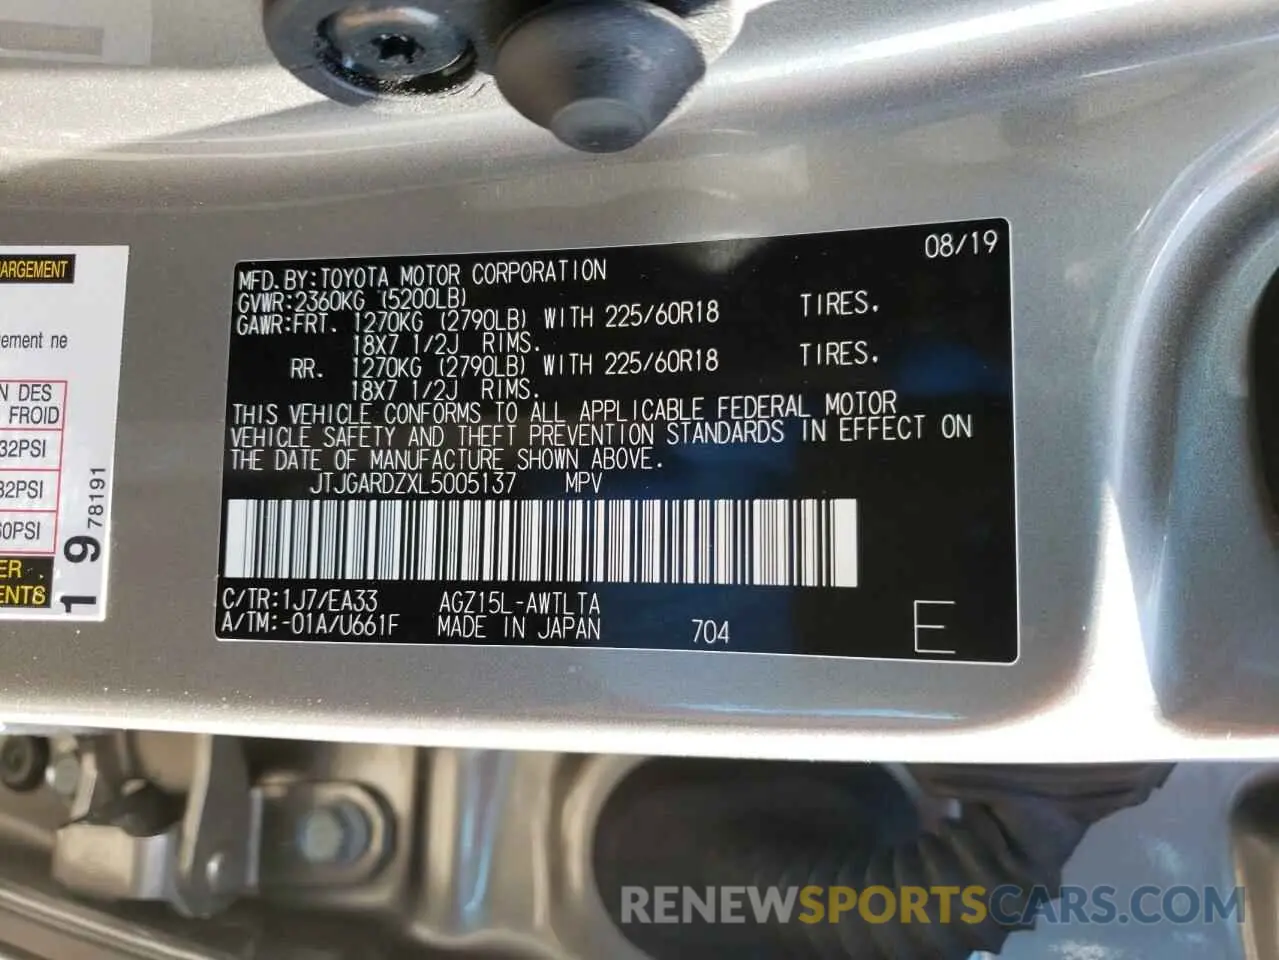 08/19
MFD.BY:TOYOTA MOTOR CORPORATION
GVWR:2360KG (5200LB)
GAWR:FRT. 1270KG (2790LB) WITH 225/60R18 TIRES.
18X7 1/2J RIMS.
RR. 1270KG (2790LB) WITH 225/60R18 TIRES.
18X7 1/2J RIMS.
THIS VEHICLE CONFORMS TO ALL APPLICABLE FEDERAL MOTOR
VEHICLE SAFETY AND THEFT PREVENTION STANDARDS IN EFFECT ON
THE DATE OF MANUFACTURE SHOWN ABOVE.
JTJGARDZXL5005137 MPV
C/TR:1J7/EA33 AGZ15L-AWTLTA
A/TM:-01A/U661F MADE IN JAPAN 704 E
ARGEMENT
ement ne
N DES
FROID
32PSI
32PSI
60PSI
ER
ENTS
19 78191
RENEWSPORTSCARS.COM